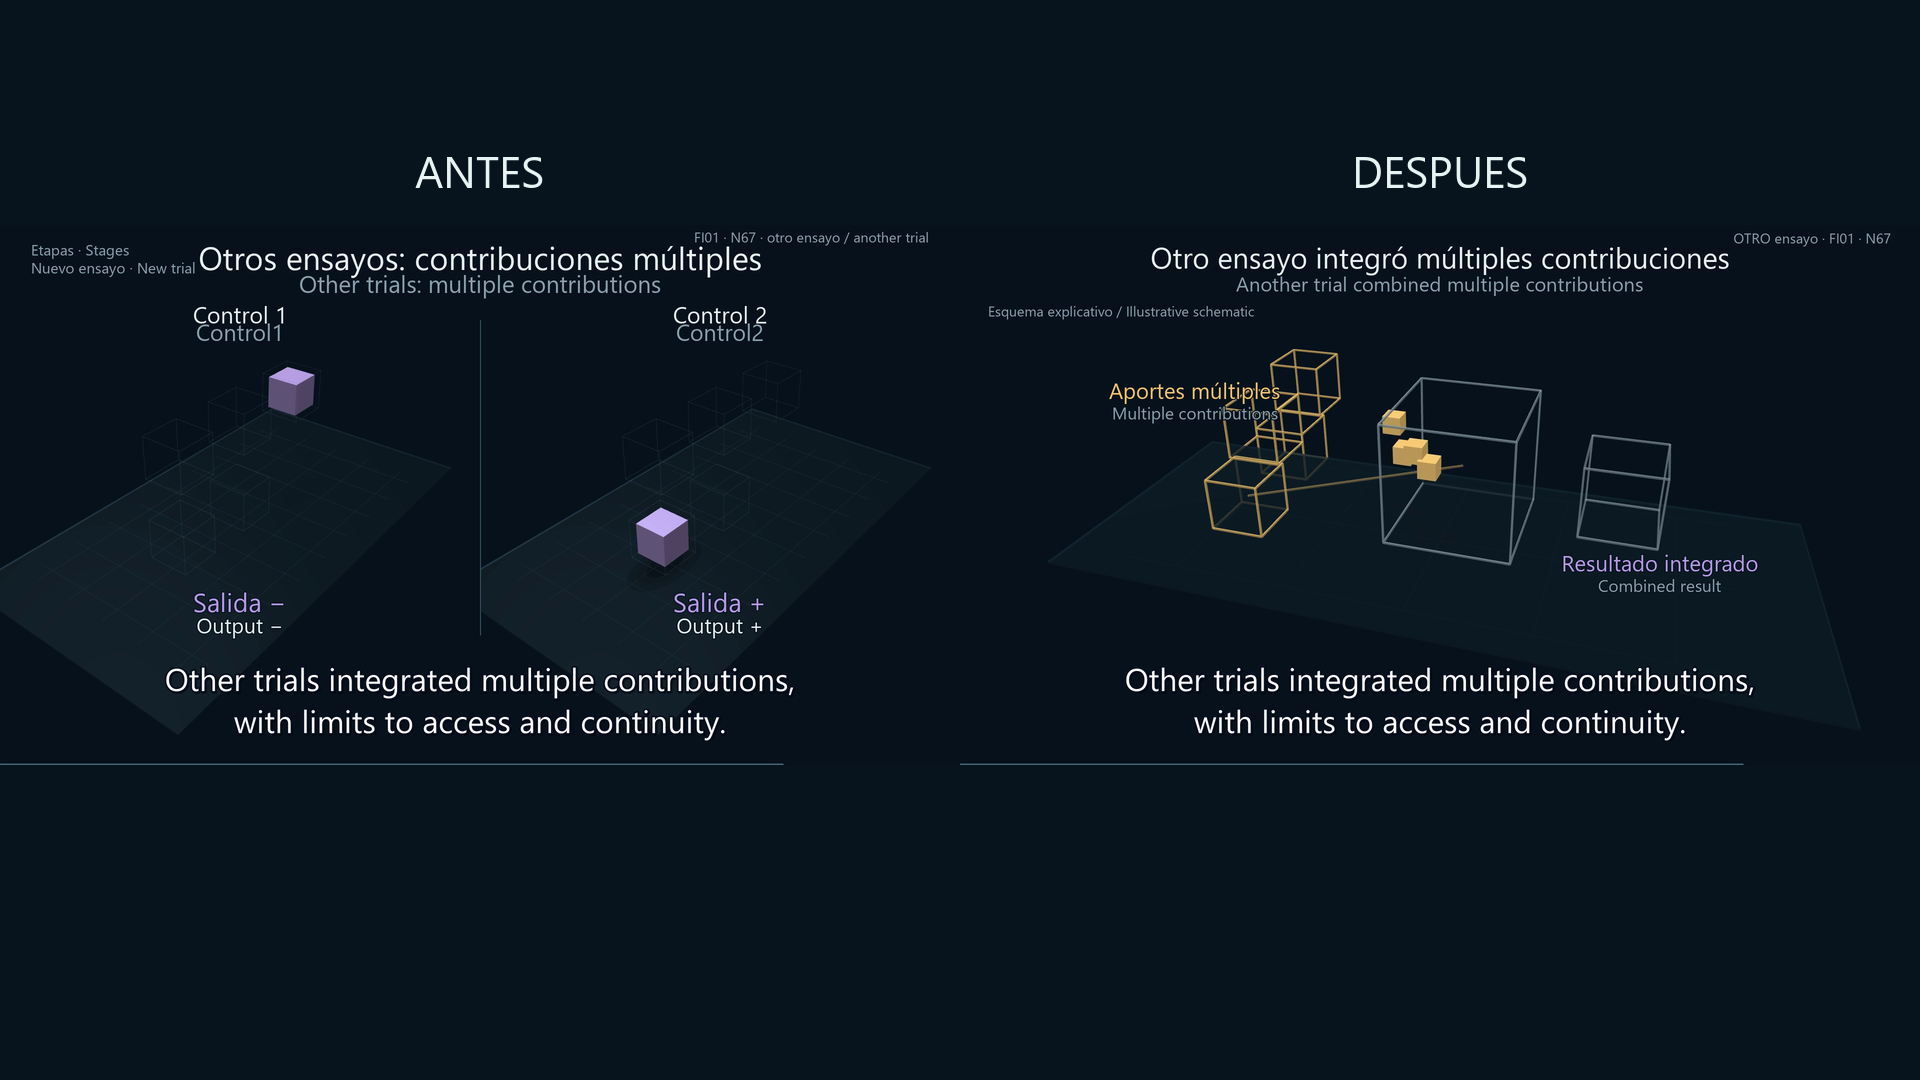 ANTES
Etapas · Stages
Nuevo ensayo · New trial
FI01 · N67 · otro ensayo / another trial
Otros ensayos: contribuciones múltiples
Other trials: multiple contributions
Control 1
Control1
Control 2
Control2
Salida −
Output −
Salida +
Output +
Other trials integrated multiple contributions,
with limits to access and continuity.
DESPUES
OTRO ensayo · FI01 · N67
Otro ensayo integró múltiples contribuciones
Another trial combined multiple contributions
Esquema explicativo / Illustrative schematic
Aportes múltiples
Multiple contributions
Resultado integrado
Combined result
Other trials integrated multiple contributions,
with limits to access and continuity.